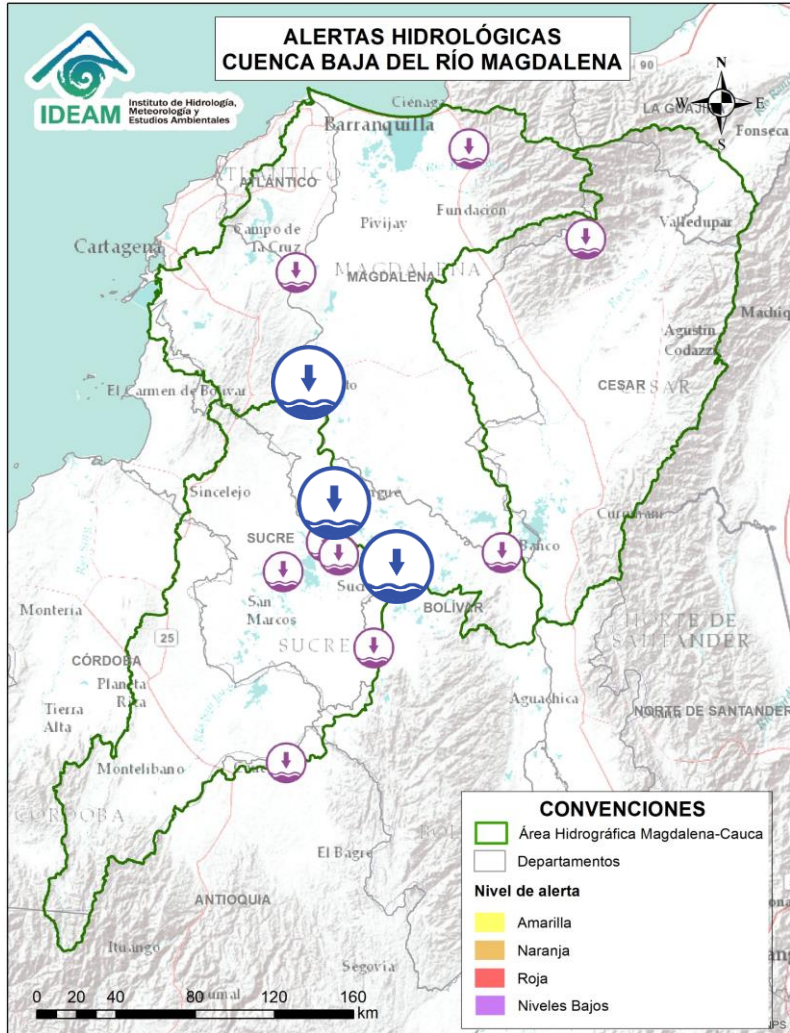 ALERTAS HIDROLÓGICAS
CUENCA BAJA DEL RÍO MAGDALENA
IDEAM
Instituto de Hidrología,
Meteorología y
Estudios Ambientales
N
W E
S
90
LA GUAJIRA
Fonseca
Ciénaga
Barranquilla
ATLÁNTICO
ATLÁNTICO
Fundación
Pivijay
Valledupar
Campo de
la Cruz
Cartagena
MAGDALENA
MAGDALENA
Agustín
Codazzi
El Carmen de Bolívar
CESAR
CESAR
Sincelejo
SUCRE
Curumaní
Banco
San
Marcos
BOLÍVAR
Montería
SUCRE
25
NORTE DE
SANTANDER
CÓRDOBA
Planeta
Rica
Tierra
Alta
Aguachica
NORTE DE SANTANDER
Montelíbano
CÓRDOBA
El Bagre
ANTIOQUIA
Ituango
Segovia
0 20 40 80 120 160
km
CONVENCIONES
Área Hidrográfica Magdalena-Cauca
Departamentos
Nivel de alerta
Amarilla
Naranja
Roja
Niveles Bajos